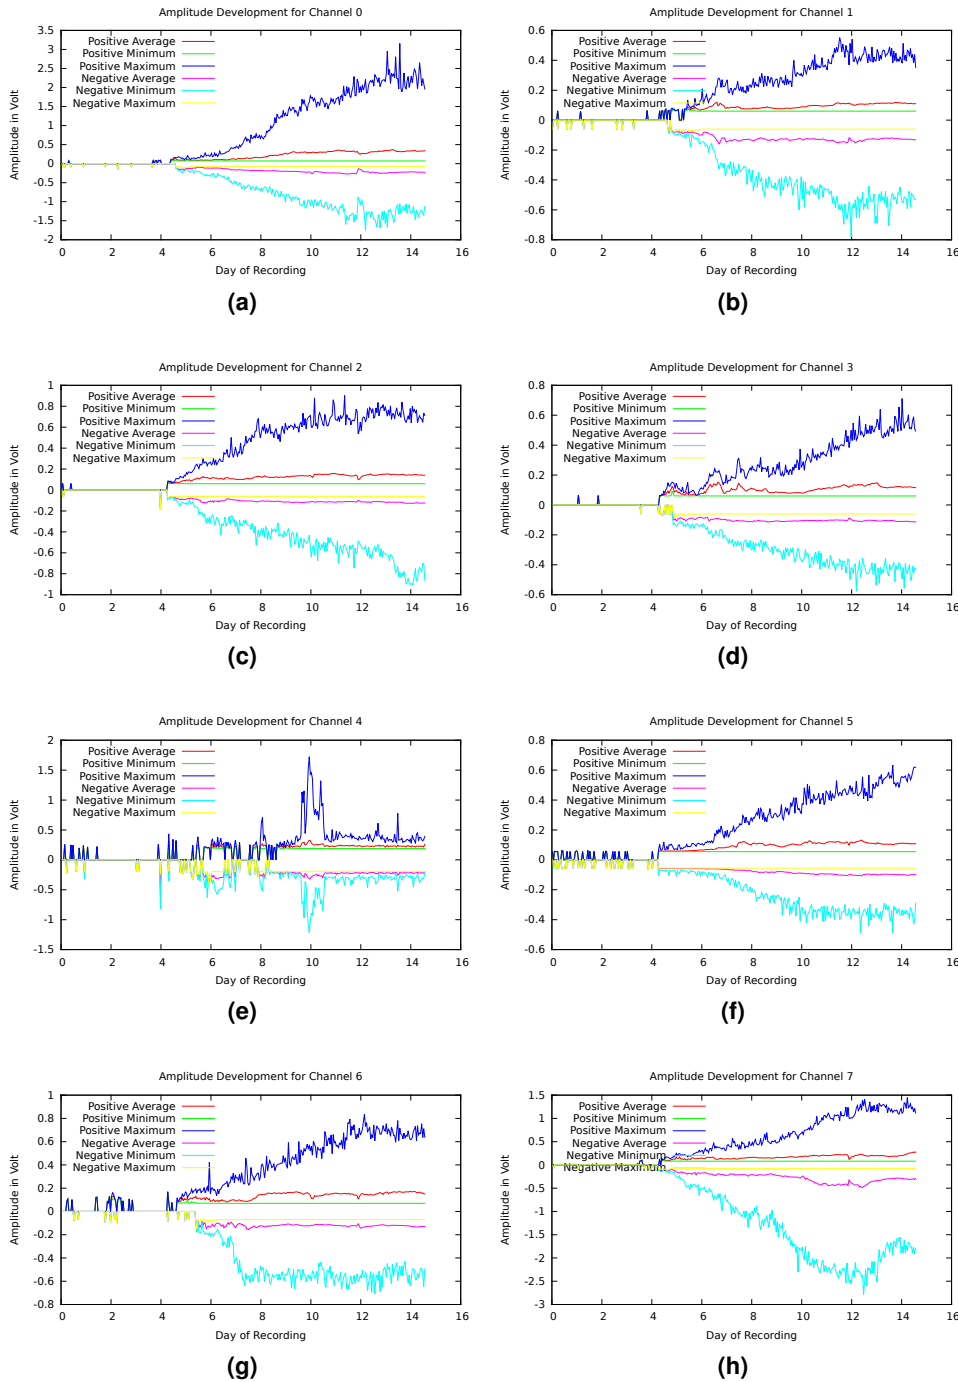 Amplitude Development for Channel 0
3.5
3
2.5
2
1.5
1
0.5
0
-0.5
-1
-1.5
-2
Amplitude in Volt
Positive Average
Positive Minimum
Positive Maximum
Negative Average
Negative Minimum
Negative Maximum
0 2 4 6 8 10 12 14 16
Day of Recording
(a)
Amplitude Development for Channel 1
0.6
0.4
0.2
0
-0.2
-0.4
-0.6
-0.8
Amplitude in Volt
Positive Average
Positive Minimum
Positive Maximum
Negative Average
Negative Minimum
Negative Maximum
0 2 4 6 8 10 12 14 16
Day of Recording
(b)
Amplitude Development for Channel 2
1
0.8
0.6
0.4
0.2
0
-0.2
-0.4
-0.6
-0.8
-1
Amplitude in Volt
Positive Average
Positive Minimum
Positive Maximum
Negative Average
Negative Minimum
Negative Maximum
0 2 4 6 8 10 12 14 16
Day of Recording
(c)
Amplitude Development for Channel 3
0.8
0.6
0.4
0.2
0
-0.2
-0.4
-0.6
Amplitude in Volt
Positive Average
Positive Minimum
Positive Maximum
Negative Average
Negative Minimum
Negative Maximum
0 2 4 6 8 10 12 14 16
Day of Recording
(d)
Amplitude Development for Channel 4
2
1.5
1
0.5
0
-0.5
-1
-1.5
Amplitude in Volt
Positive Average
Positive Minimum
Positive Maximum
Negative Average
Negative Minimum
Negative Maximum
0 2 4 6 8 10 12 14 16
Day of Recording
(e)
Amplitude Development for Channel 5
0.8
0.6
0.4
0.2
0
-0.2
-0.4
-0.6
Amplitude in Volt
Positive Average
Positive Minimum
Positive Maximum
Negative Average
Negative Minimum
Negative Maximum
0 2 4 6 8 10 12 14 16
Day of Recording
(f)
Amplitude Development for Channel 6
1
0.8
0.6
0.4
0.2
0
-0.2
-0.4
-0.6
-0.8
Amplitude in Volt
Positive Average
Positive Minimum
Positive Maximum
Negative Average
Negative Minimum
Negative Maximum
0 2 4 6 8 10 12 14 16
Day of Recording
(g)
Amplitude Development for Channel 7
1.5
1
0.5
0
-0.5
-1
-1.5
-2
-2.5
-3
Amplitude in Volt
Positive Average
Positive Minimum
Positive Maximum
Negative Average
Negative Minimum
Negative Maximum
0 2 4 6 8 10 12 14 16
Day of Recording
(h)